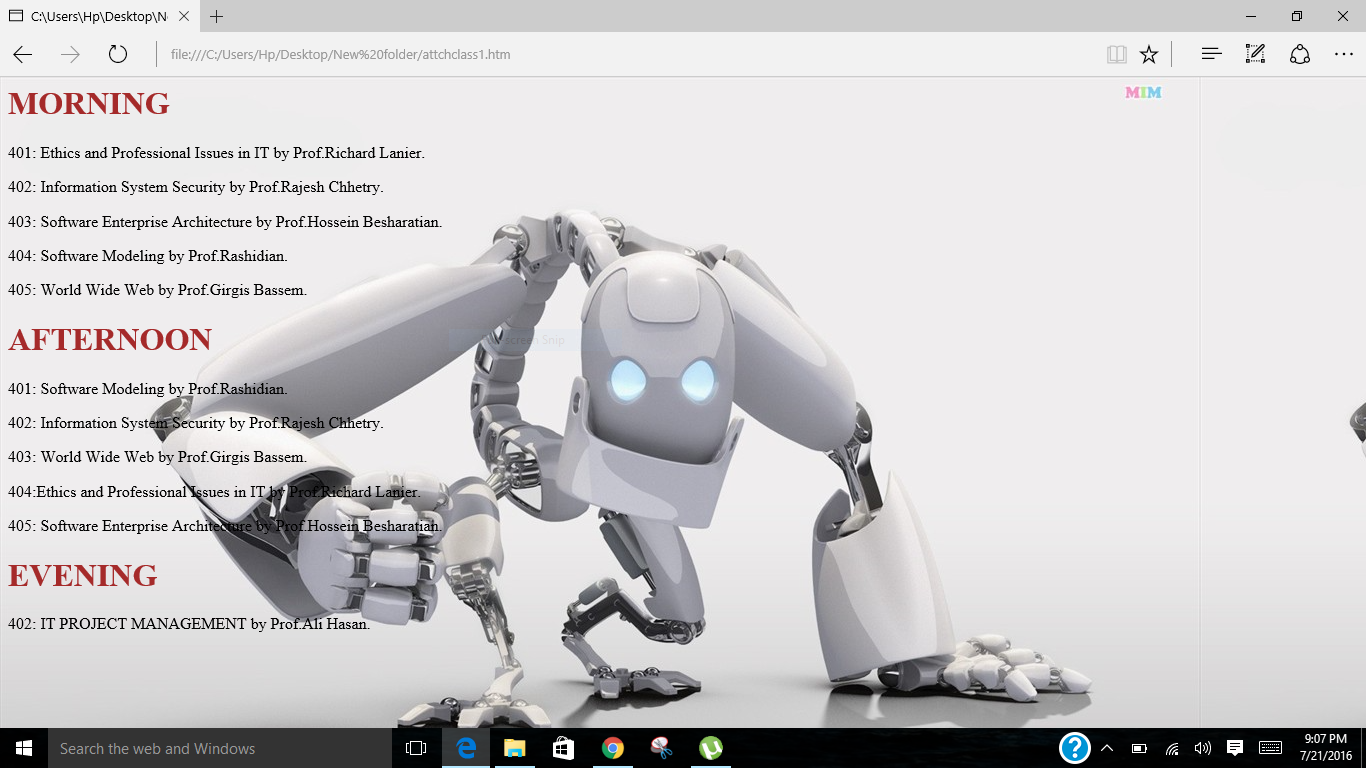 C:\Users\Hp\Desktop\Ne
file:///C:/Users/Hp/Desktop/New%20folder/attchclass1.htm
MIM
MORNING
401: Ethics and Professional Issues in IT by Prof.Richard Lanier.
402: Information System Security by Prof.Rajesh Chhetry.
403: Software Enterprise Architecture by Prof.Hossein Besharatian.
404: Software Modeling by Prof.Rashidian.
405: World Wide Web by Prof.Girgis Bassem.
AFTERNOON
screen Snip
401: Software Modeling by Prof.Rashidian.
402: Information System Security by Prof.Rajesh Chhetry.
403: World Wide Web by Prof.Girgis Bassem.
404:Ethics and Professional Issues in IT by Prof.Richard Lanier.
405: Software Enterprise Architecture by Prof.Hossein Besharatian.
EVENING
402: IT PROJECT MANAGEMENT by Prof.Ali Hasan.
Search the web and Windows
9:07 PM
7/21/2016